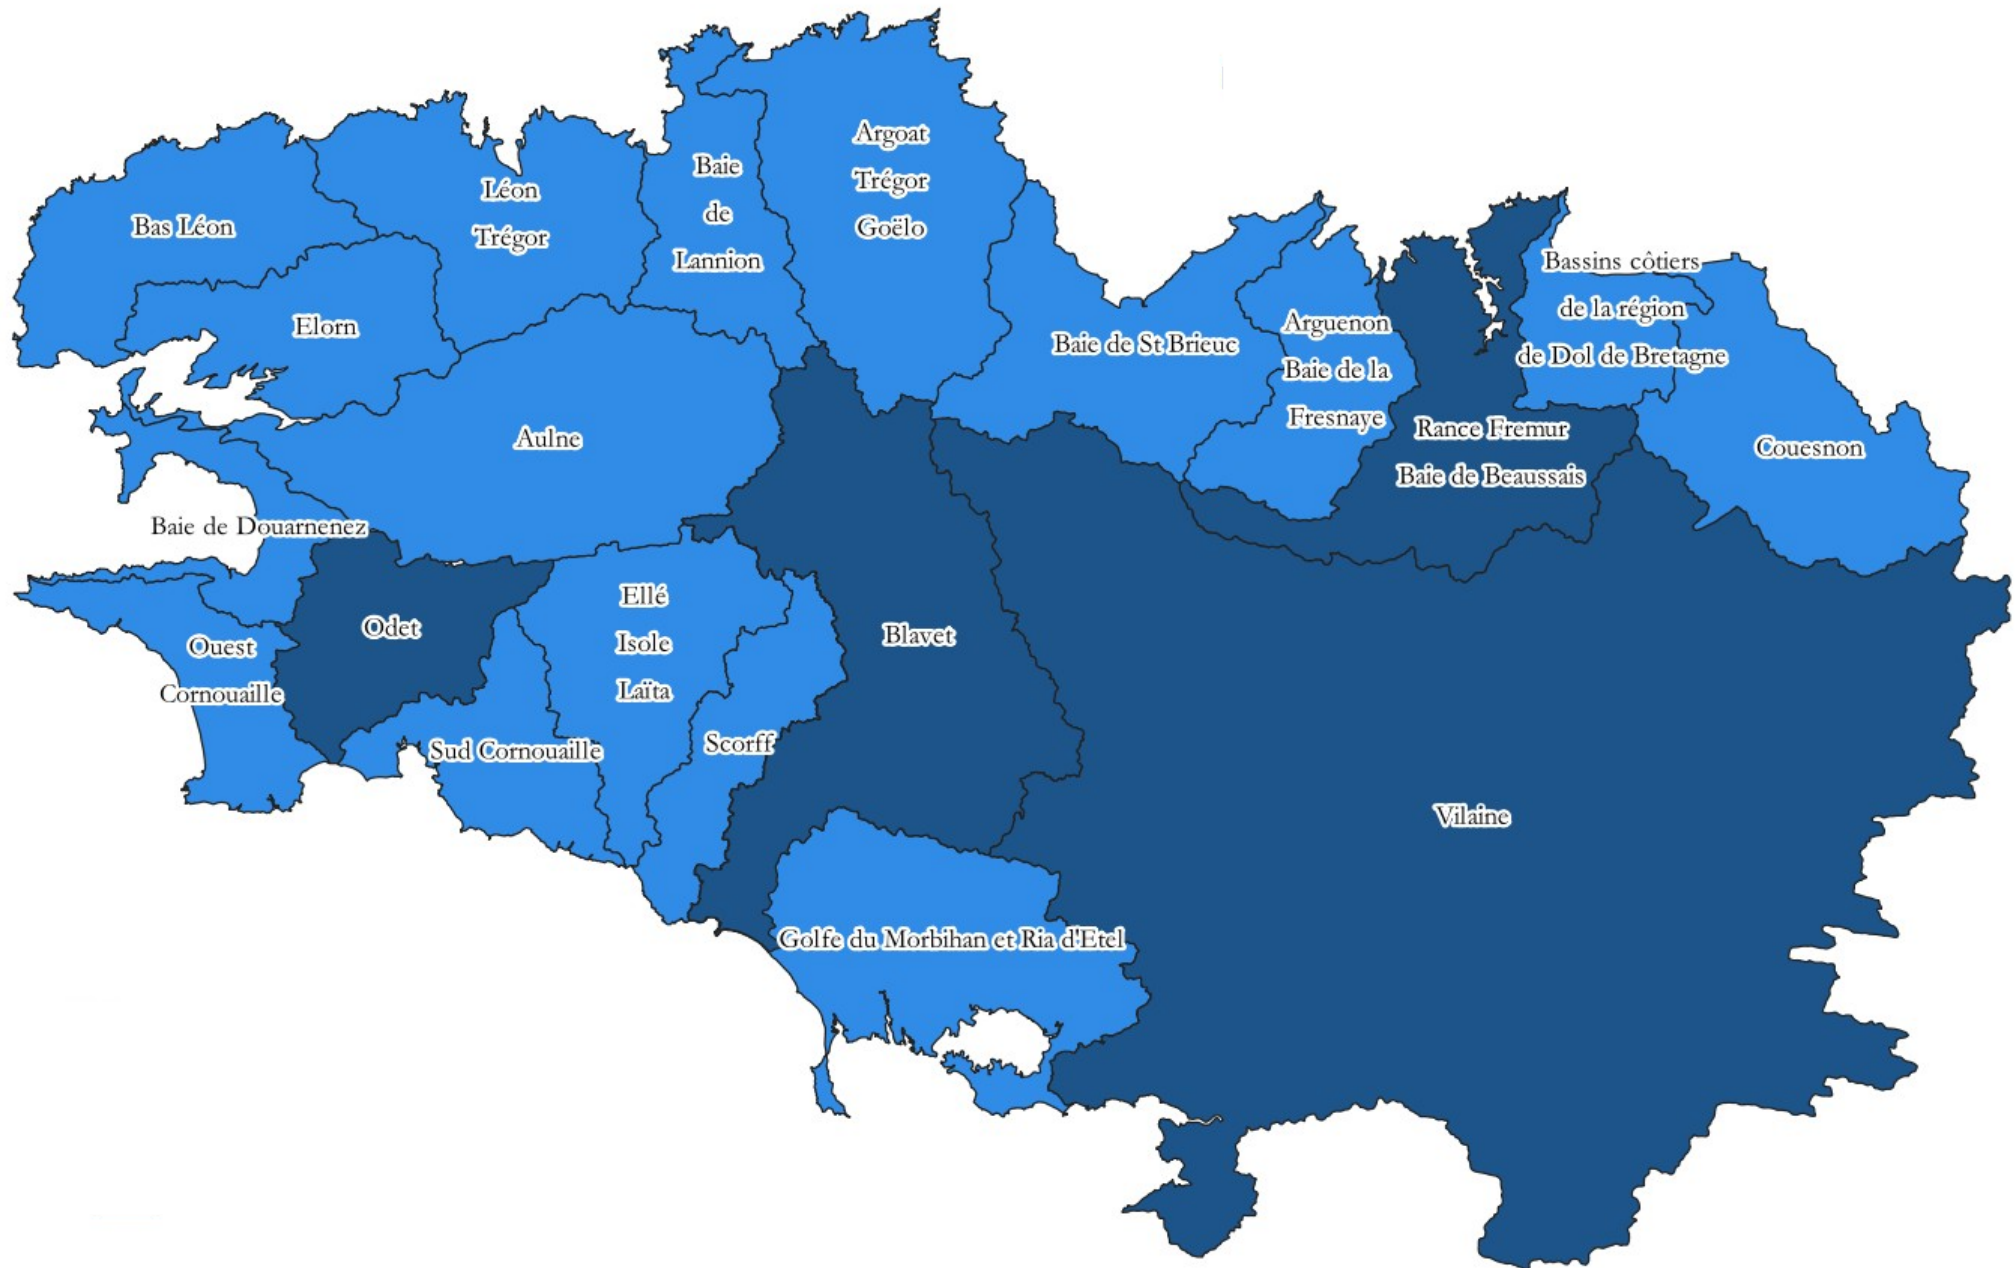 Argoat
Trégor
Goëlo
Baie
de
Lannion
Léon
Trégor
Bas Léon
Elorn
Bassins côtiers
de la région
de Dol de Bretagne
Arguenon
Baie de la
Fresnaye
Baie de St Brieuc
Rance Fremur
Baie de Beaussais
Couesnon
Aulne
Baie de Douarnenez
Odet
Ouest
Cornouaille
Ellé
Isole
Laïta
Blavet
Scorff
Sud Cornouaille
Vilaine
Golfe du Morbihan et Ria d'Etel